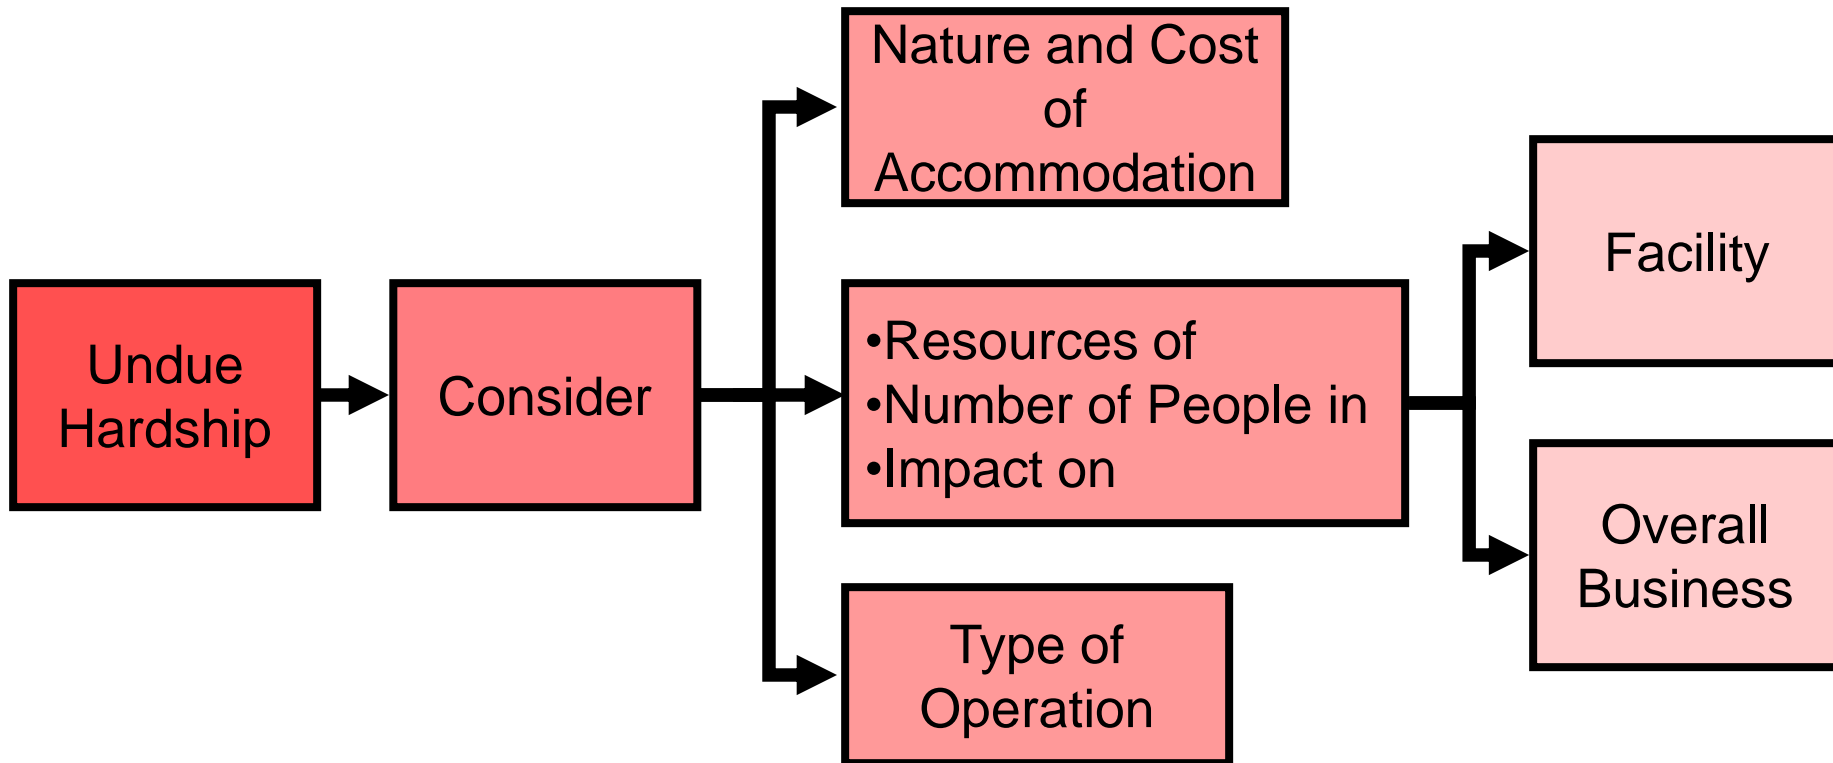 Undue
Hardship
Consider
Nature and Cost
of
Accommodation
•Resources of
•Number of People in
•Impact on
Type of
Operation
Facility
Overall
Business